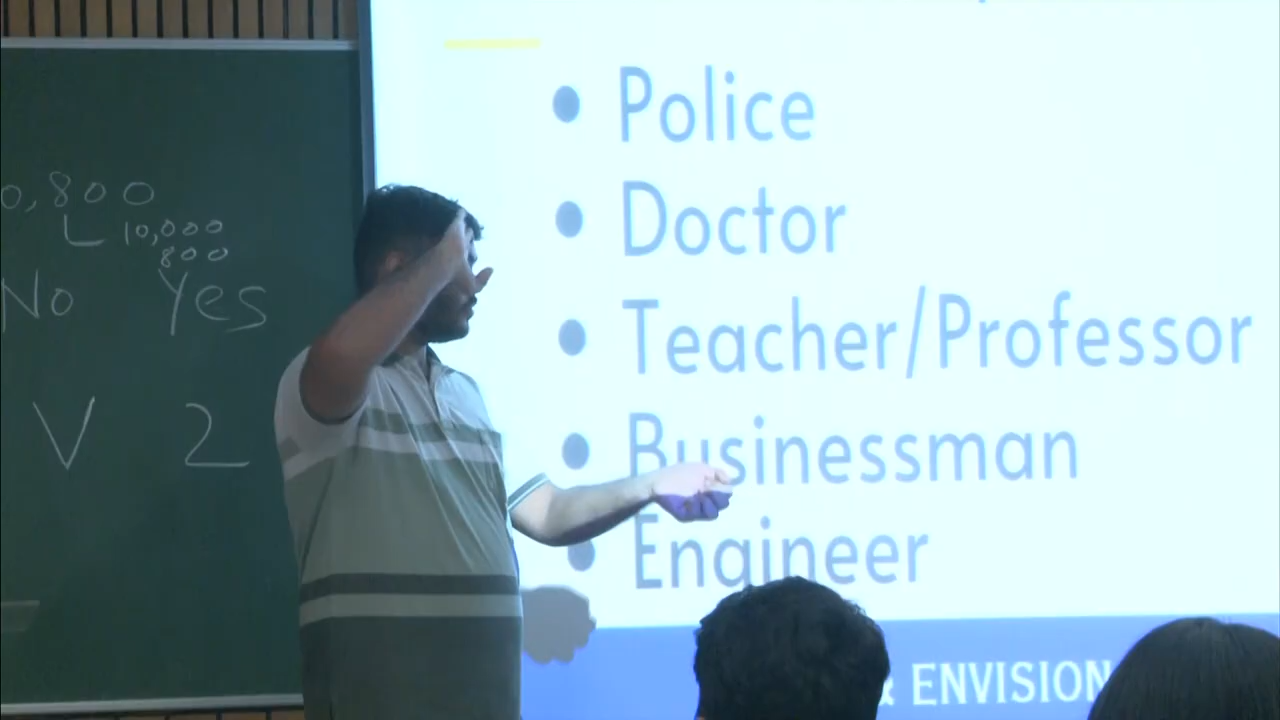 0,800
10,000
800
No Yes
V 2
• Police
• Doctor
• Teacher/Professor
• Businessman
• Engineer
& ENVISION